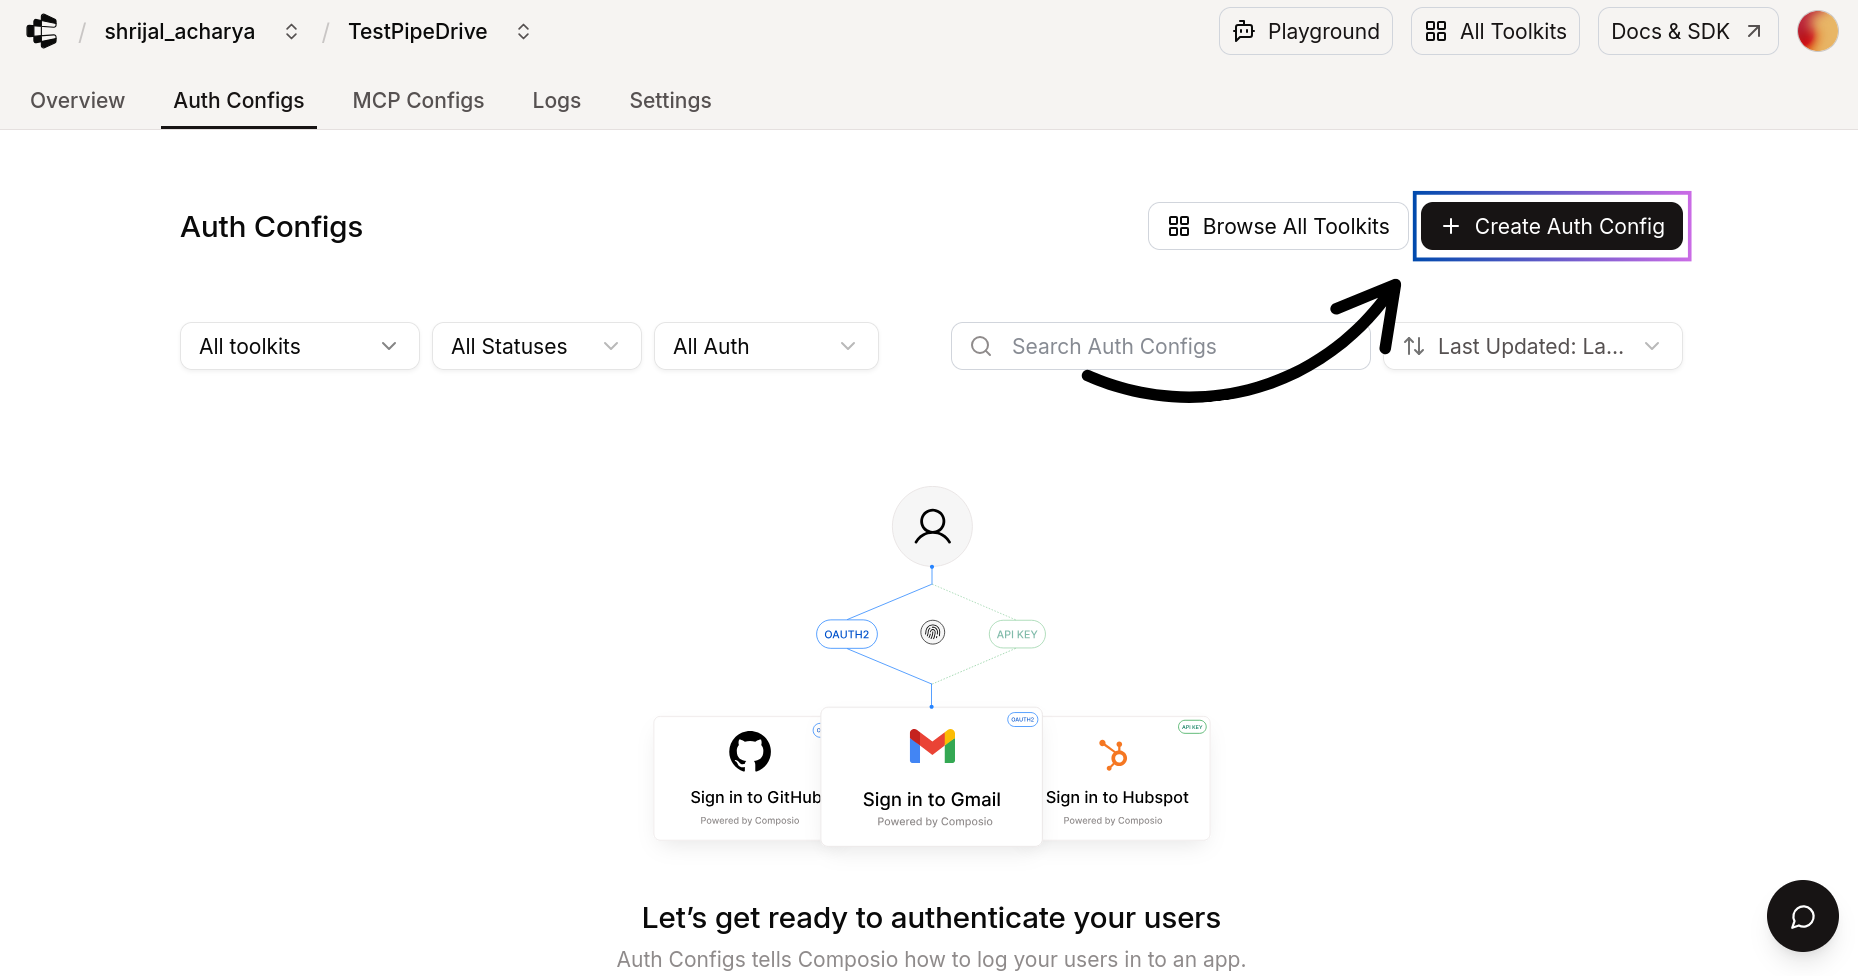 shrijal_acharya / TestPipeDrive Playground All Toolkits Docs & SDK
Overview Auth Configs MCP Configs Logs Settings
Auth Configs Browse All Toolkits Create Auth Config
All toolkits All Statuses All Auth Search Auth Configs Last Updated: La...
OAUTH2 API KEY
OAUTH2 API KEY
Sign in to GitHub Sign in to Gmail Sign in to Hubspot
Powered by Composio Powered by Composio Powered by Composio
Let’s get ready to authenticate your users
Auth Configs tells Composio how to log your users in to an app.